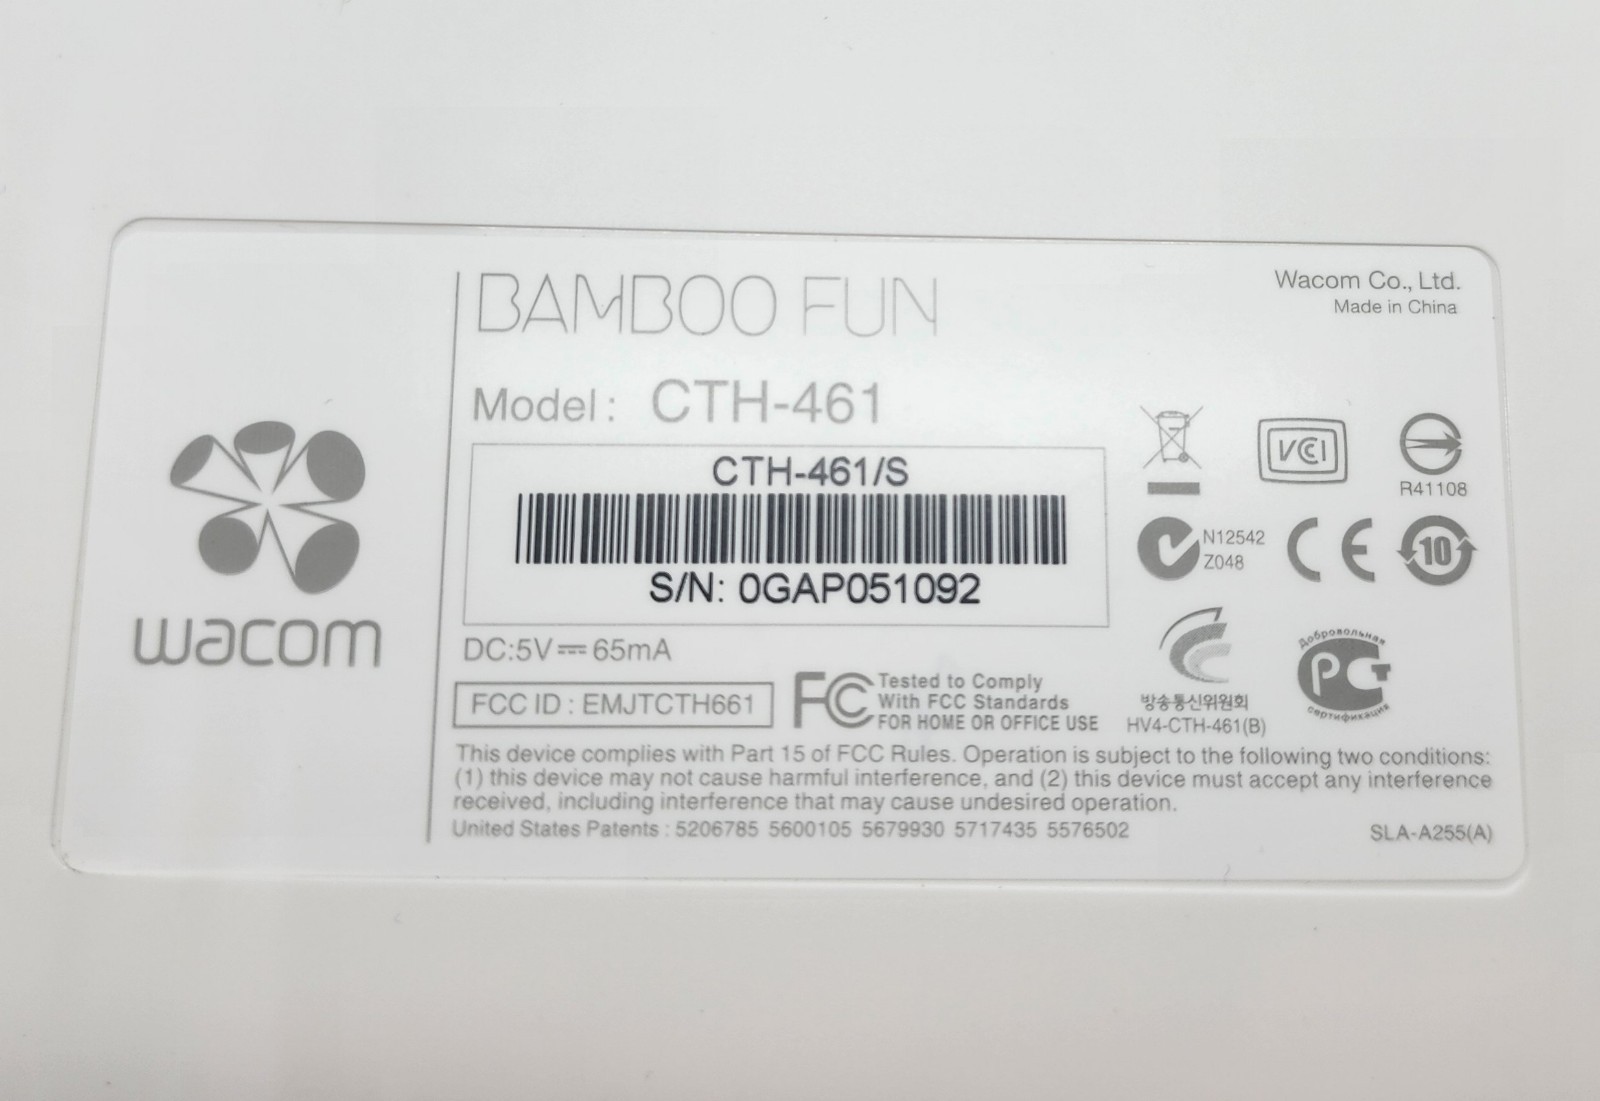 BAMBOO FUN
Wacom Co., Ltd.
Made in China
Model: CTH-461
CTH-461/S
S/N: 0GAP051092
wacom
DC:5V 65mA
FCC ID : EMJTCTH661
FC Tested to Comply
With FCC Standards
FOR HOME OR OFFICE USE
VCCI
R41108
N12542
Z048
CE
10
방송통신위원회
HV4-CTH-461(B)
Добровольная
РСТ
сертификация
This device complies with Part 15 of FCC Rules. Operation is subject to the following two conditions:
(1) this device may not cause harmful interference, and (2) this device must accept any interference
received, including interference that may cause undesired operation.
United States Patents : 5206785 5600105 5679930 5717435 5576502
SLA-A255(A)